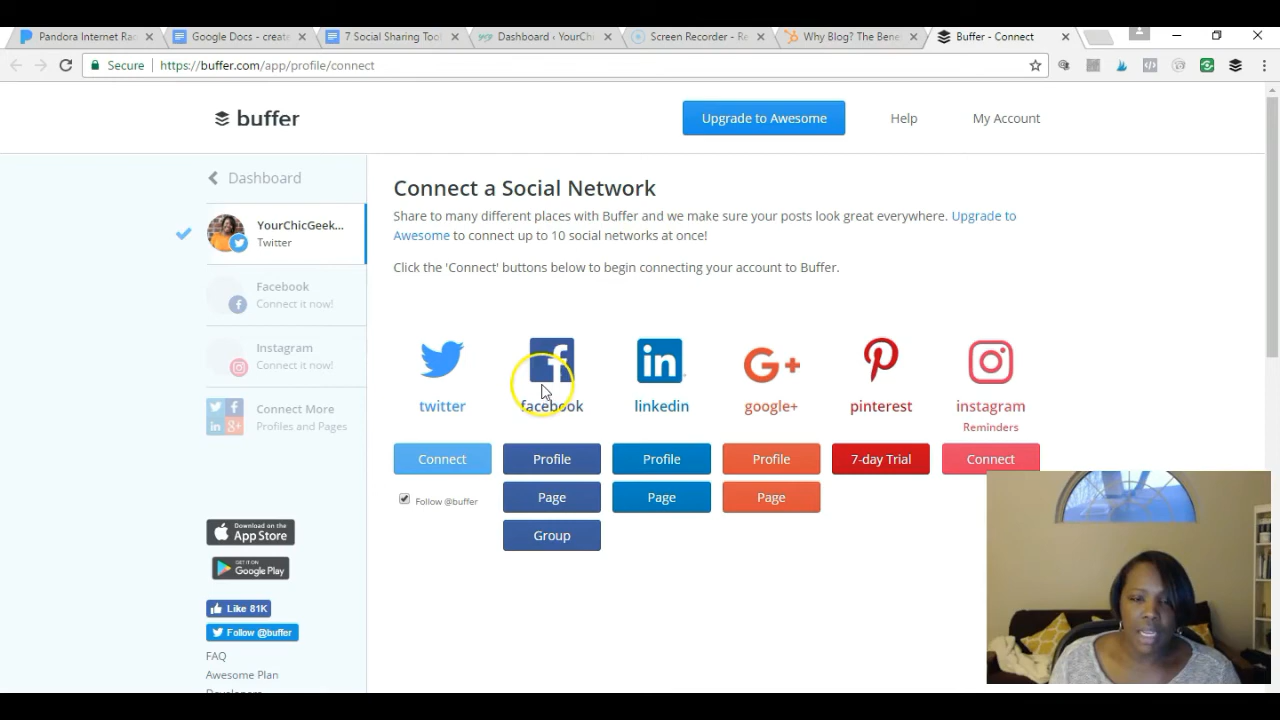 Pandora Internet Rac
Google Docs - create
7 Social Sharing Tool
Dashboard ‹ YourChi
Screen Recorder - Re
Why Blog? The Benef
Buffer - Connect
Secure
https://buffer.com/app/profile/connect
buffer
Upgrade to Awesome
Help
My Account
Dashboard
YourChicGeek...
Twitter
Facebook
Connect it now!
Instagram
Connect it now!
Connect More
Profiles and Pages
Download on the
App Store
GET IT ON
Google Play
Like 81K
Follow @buffer
FAQ
Awesome Plan
Developers
Connect a Social Network
Share to many different places with Buffer and we make sure your posts look great everywhere. Upgrade to
Awesome to connect up to 10 social networks at once!
Click the 'Connect' buttons below to begin connecting your account to Buffer.
twitter
facebook
linkedin
google+
pinterest
instagram
Reminders
Connect
Profile
Profile
Profile
7-day Trial
Connect
Follow @buffer
Page
Page
Page
Group